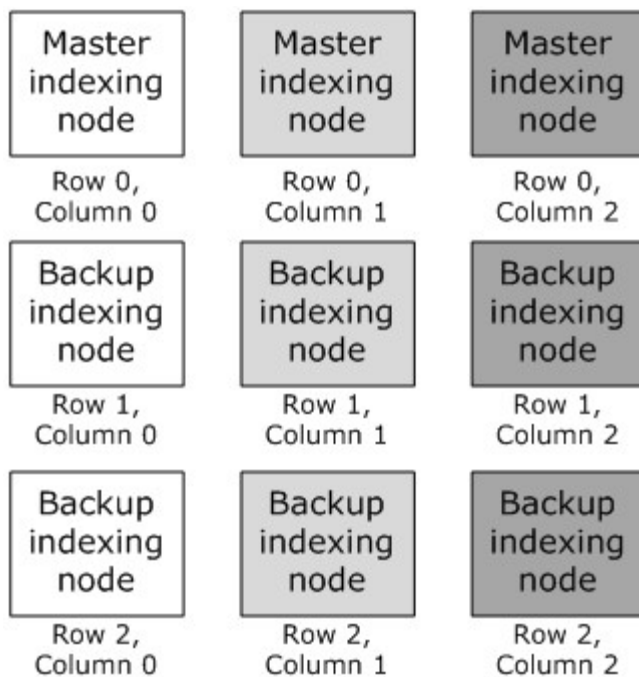 Master
indexing
node
Row 0,
Column 0
Master
indexing
node
Row 0,
Column 1
Master
indexing
node
Row 0,
Column 2
Backup
indexing
node
Row 1,
Column 0
Backup
indexing
node
Row 1,
Column 1
Backup
indexing
node
Row 1,
Column 2
Backup
indexing
node
Row 2,
Column 0
Backup
indexing
node
Row 2,
Column 1
Backup
indexing
node
Row 2,
Column 2